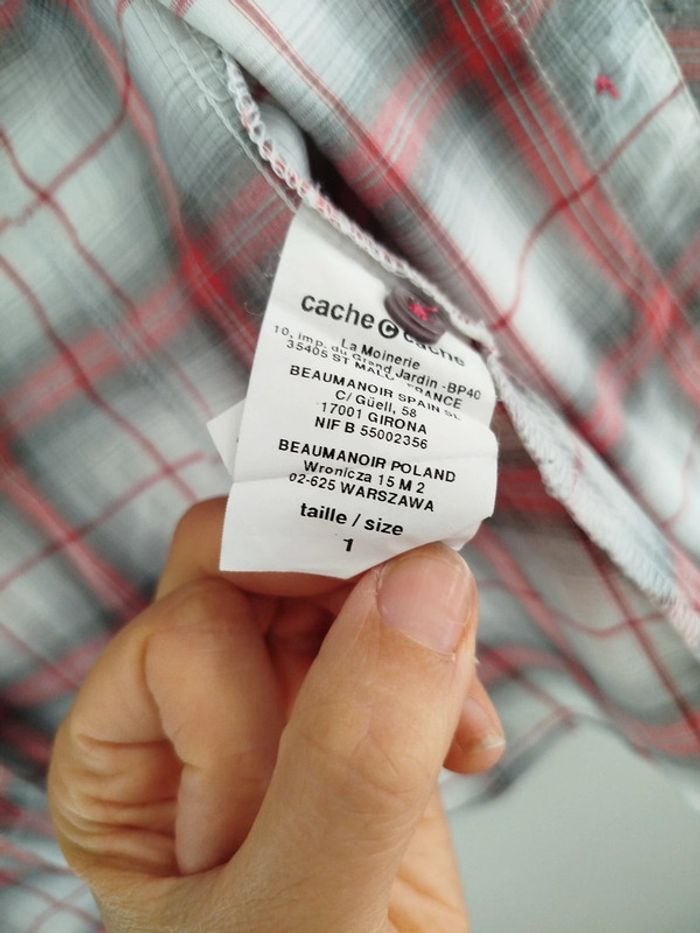 cache c cache
La Moinerie
10, imp. du Grand Jardin -BP40
35405 ST MALO FRANCE
BEAUMANOIR SPAIN SL
C/ Güell, 58
17001 GIRONA
NIF B 55002356
BEAUMANOIR POLAND
Wronicza 15 M 2
02-625 WARSZAWA
taille / size
1